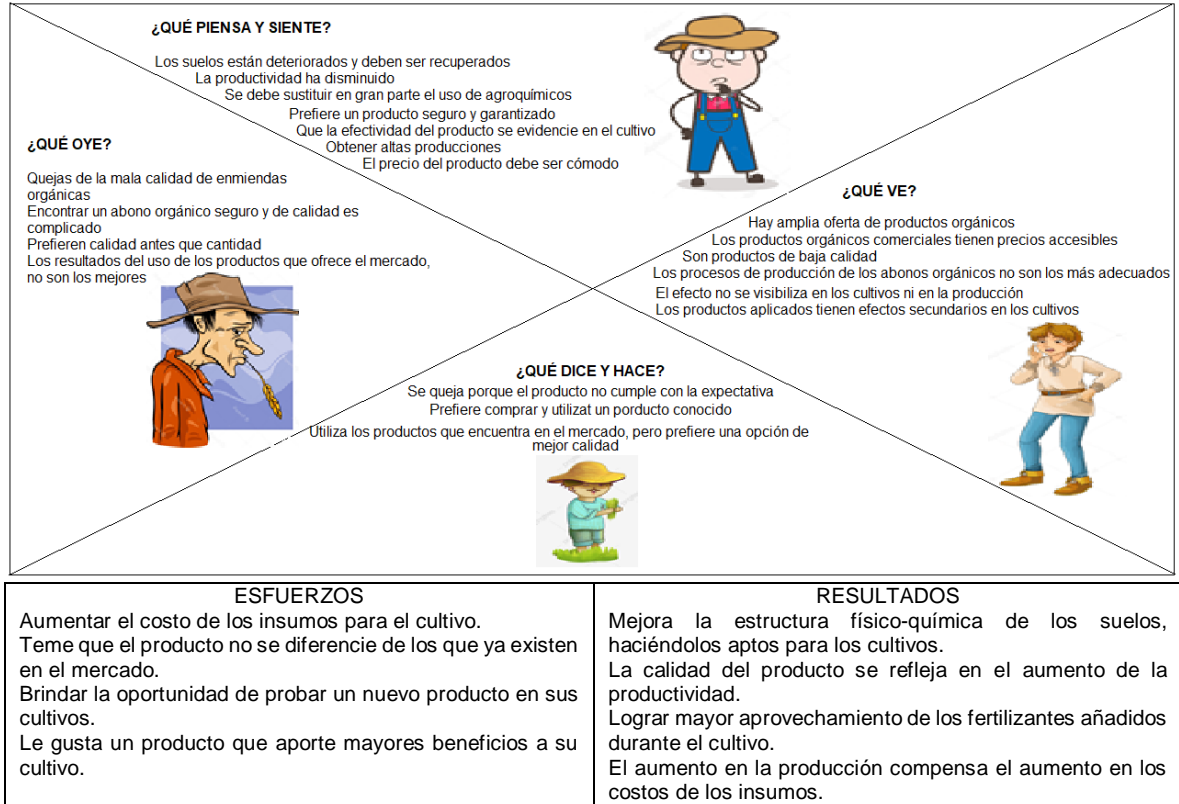 ¿QUÉ PIENSA Y SIENTE?
Los suelos están deteriorados y deben ser recuperados
La productividad ha disminuido
Se debe sustituir en gran parte el uso de agroquímicos
Prefiere un producto seguro y garantizado
Que la efectividad del producto se evidencie en el cultivo
Obtener altas producciones
El precio del producto debe ser cómodo
¿QUÉ OYE?
Quejas de la mala calidad de enmiendas
orgánicas
Encontrar un abono orgánico seguro y de calidad es
complicado
Prefieren calidad antes que cantidad
Los resultados del uso de los productos que ofrece el mercado,
no son los mejores
¿QUÉ VE?
Hay amplia oferta de productos orgánicos
Los productos orgánicos comerciales tienen precios accesibles
Son productos de baja calidad
Los procesos de producción de los abonos orgánicos no son los más adecuados
El efecto no se visibiliza en los cultivos ni en la producción
Los productos aplicados tienen efectos secundarios en los cultivos
¿QUÉ DICE Y HACE?
Se queja porque el producto no cumple con la expectativa
Prefiere comprar y utilizat un porducto conocido
Utiliza los productos que encuentra en el mercado, pero prefiere una opción de
mejor calidad
ESFUERZOS
Aumentar el costo de los insumos para el cultivo.
Teme que el producto no se diferencie de los que ya existen
en el mercado.
Brindar la oportunidad de probar un nuevo producto en sus
cultivos.
Le gusta un producto que aporte mayores beneficios a su
cultivo.
RESULTADOS
Mejora la estructura físico-química de los suelos,
haciéndolos aptos para los cultivos.
La calidad del producto se refleja en el aumento de la
productividad.
Lograr mayor aprovechamiento de los fertilizantes añadidos
durante el cultivo.
El aumento en la producción compensa el aumento en los
costos de los insumos.